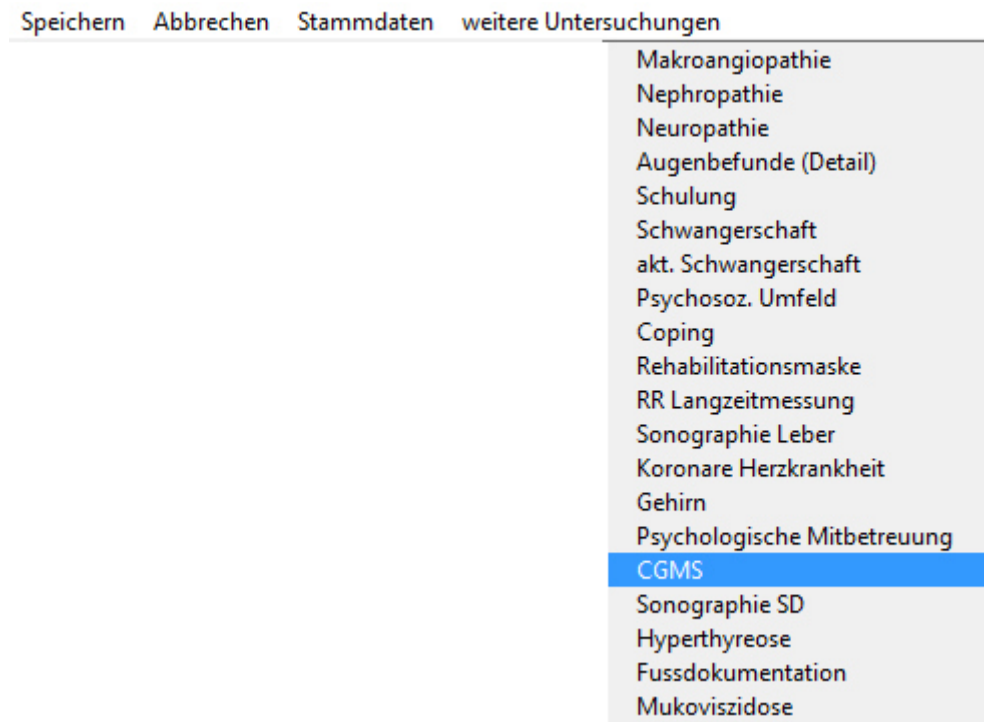 Speichern Abbrechen Stammdaten weitere Untersuchungen
Makroangiopathie
Nephropathie
Neuropathie
Augenbefunde (Detail)
Schulung
Schwangerschaft
akt. Schwangerschaft
Psychosoz. Umfeld
Coping
Rehabilitationsmaske
RR Langzeitmessung
Sonographie Leber
Koronare Herzkrankheit
Gehirn
Psychologische Mitbetreuung
CGMS
Sonographie SD
Hyperthyreose
Fussdokumentation
Mukoviszidose